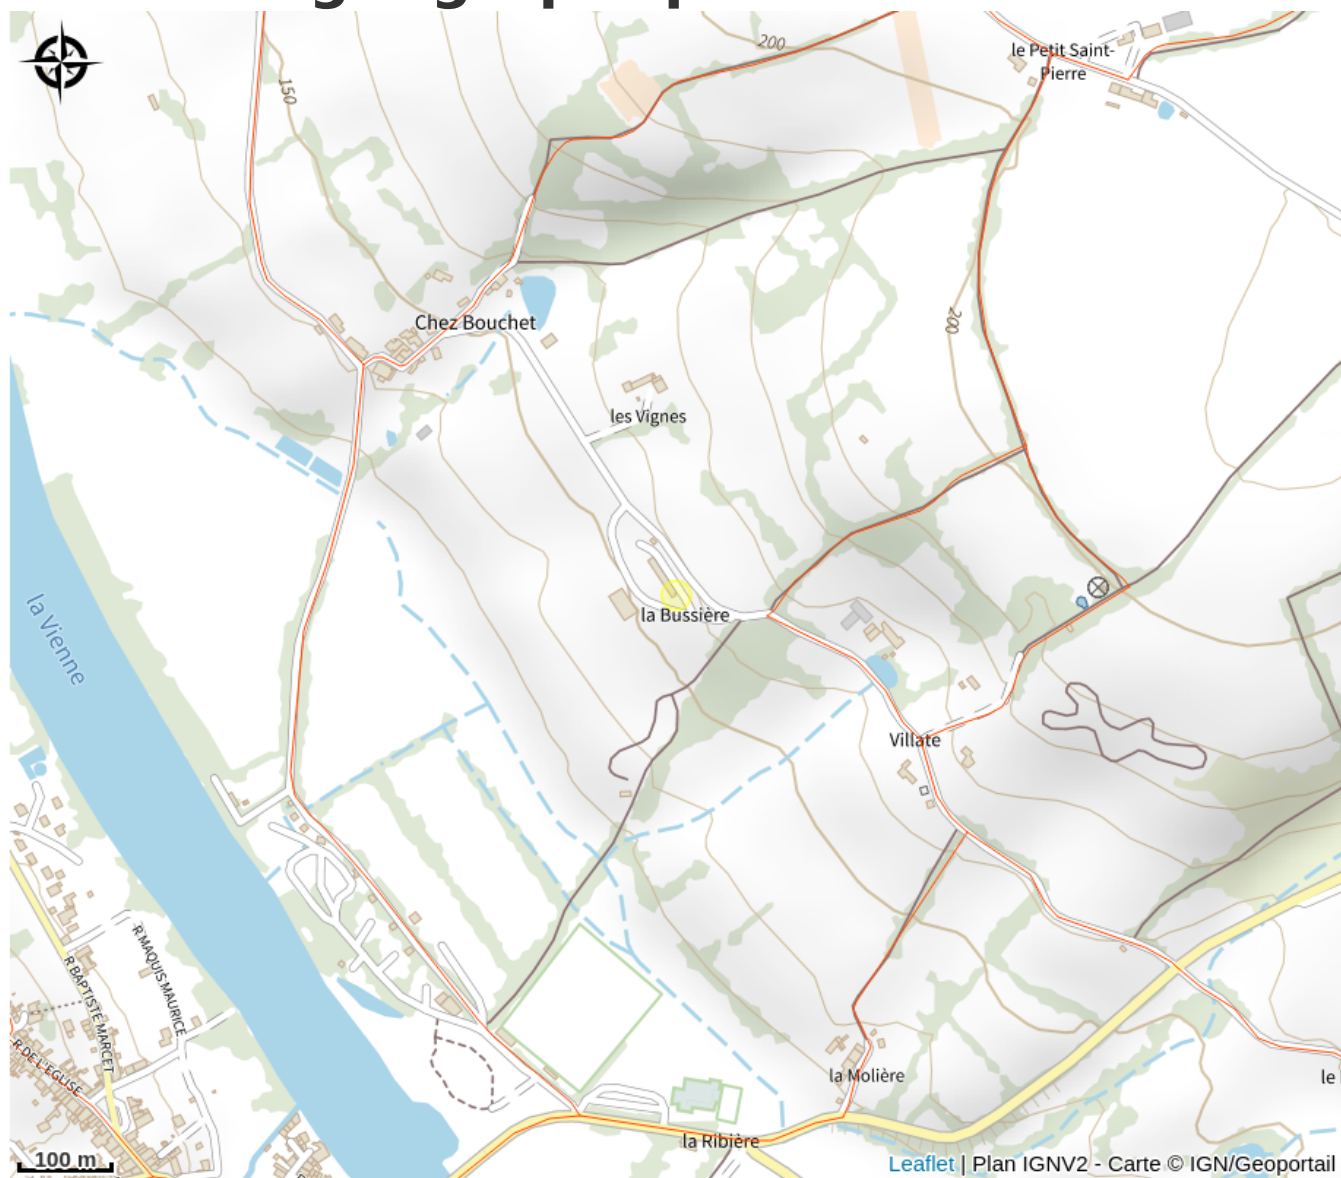 200
le Petit Saint-
Pierre
150
Chez Bouchet
200
les Vignes
la Vienne
la Bussière
Villate
R MAQUIS MAURICE
R BAPTISTE MARCET
R DE L'EGLISE
la Molière
le
la Ribière
100 m
Leaflet | Plan IGNV2 - Carte © IGN/Geoportail